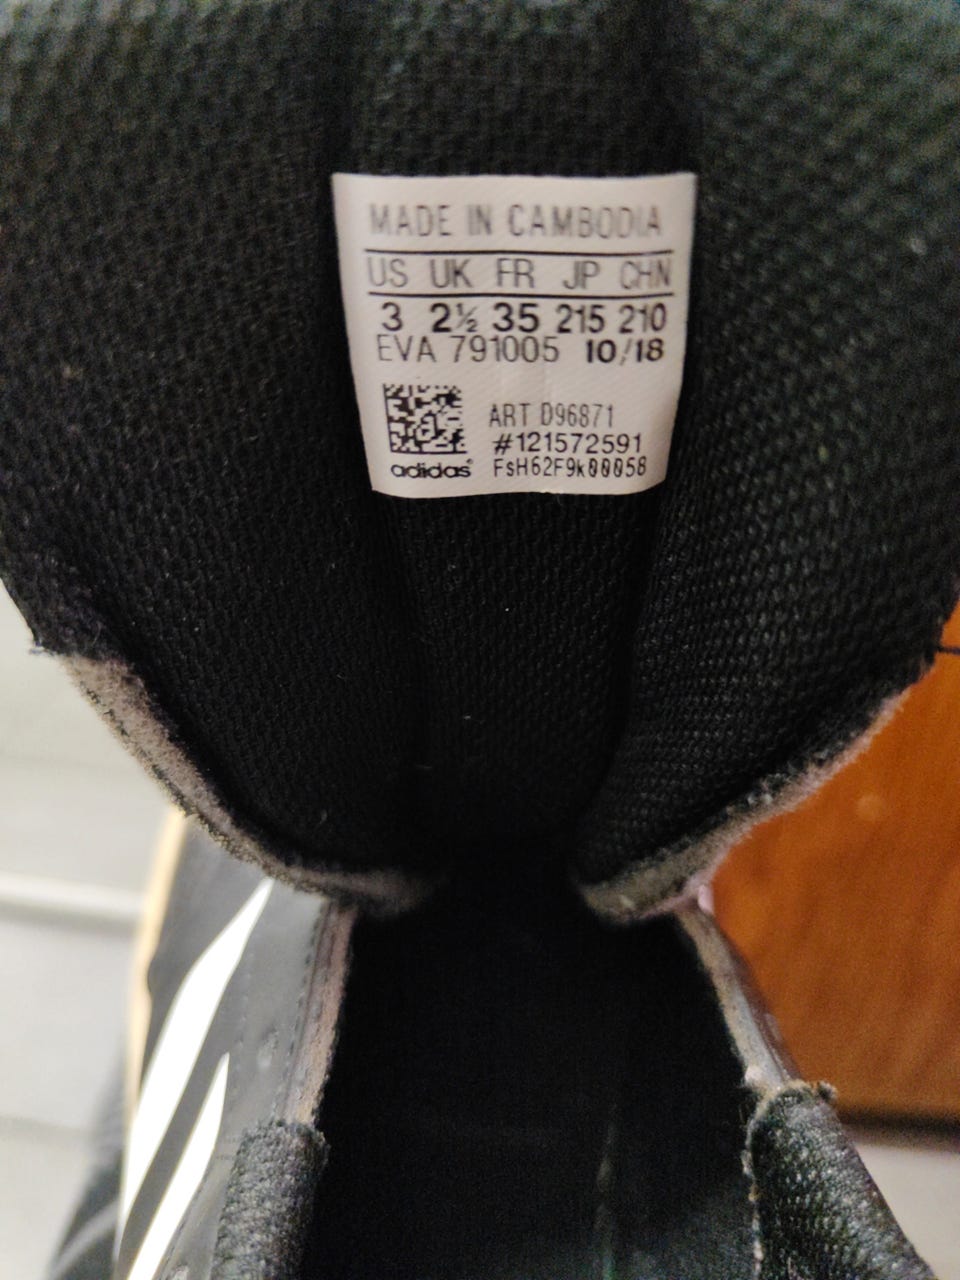 MADE IN CAMBODIA
US UK FR JP CHN
3 2½ 35 215 210
EVA 791005 10/18
ART D96871
#121572591
adidas® FsH62F9k00058